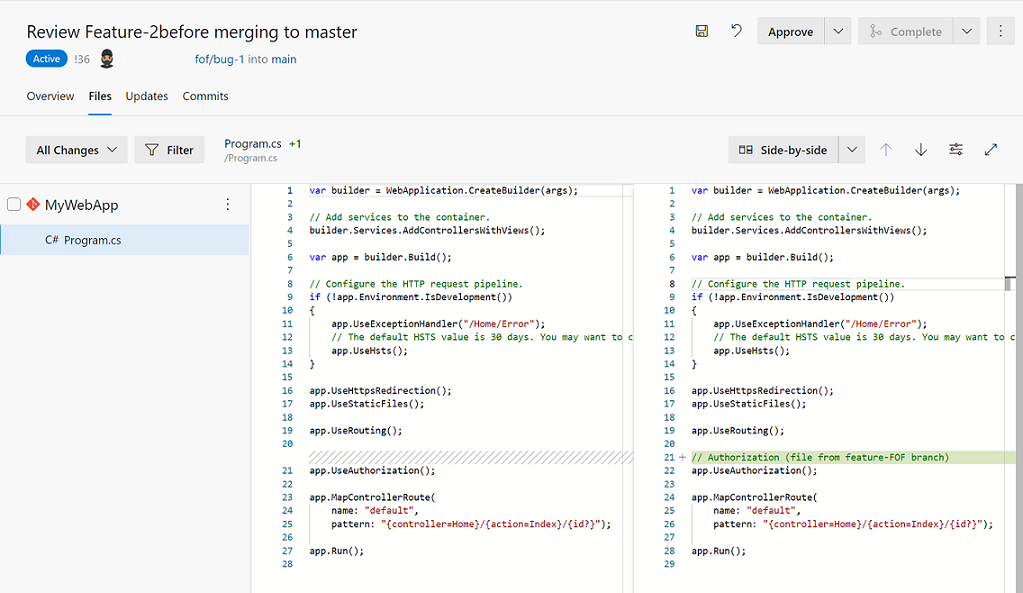 Review Feature-2before merging to master
Approve
Complete
Active !36 fof/bug-1 into main
Overview Files Updates Commits
All Changes Filter Program.cs +1
/Program.cs
Side-by-side
MyWebApp
C# Program.cs
1 var builder = WebApplication.CreateBuilder(args);
2
3 // Add services to the container.
4 builder.Services.AddControllersWithViews();
5
6 var app = builder.Build();
7
8 // Configure the HTTP request pipeline.
9 if (!app.Environment.IsDevelopment())
10 {
11 app.UseExceptionHandler("/Home/Error");
12 // The default HSTS value is 30 days. You may want to c
13 app.UseHsts();
14 }
15
16 app.UseHttpsRedirection();
17 app.UseStaticFiles();
18
19 app.UseRouting();
20
21 app.UseAuthorization();
22
23 app.MapControllerRoute(
24 name: "default",
25 pattern: "{controller=Home}/{action=Index}/{id?}");
26
27 app.Run();
28
1 var builder = WebApplication.CreateBuilder(args);
2
3 // Add services to the container.
4 builder.Services.AddControllersWithViews();
5
6 var app = builder.Build();
7
8 // Configure the HTTP request pipeline.
9 if (!app.Environment.IsDevelopment())
10 {
11 app.UseExceptionHandler("/Home/Error");
12 // The default HSTS value is 30 days. You may want to c
13 app.UseHsts();
14 }
15
16 app.UseHttpsRedirection();
17 app.UseStaticFiles();
18
19 app.UseRouting();
20
21 + // Authorization (file from feature-FOF branch)
22 app.UseAuthorization();
23
24 app.MapControllerRoute(
25 name: "default",
26 pattern: "{controller=Home}/{action=Index}/{id?}");
27
28 app.Run();
29